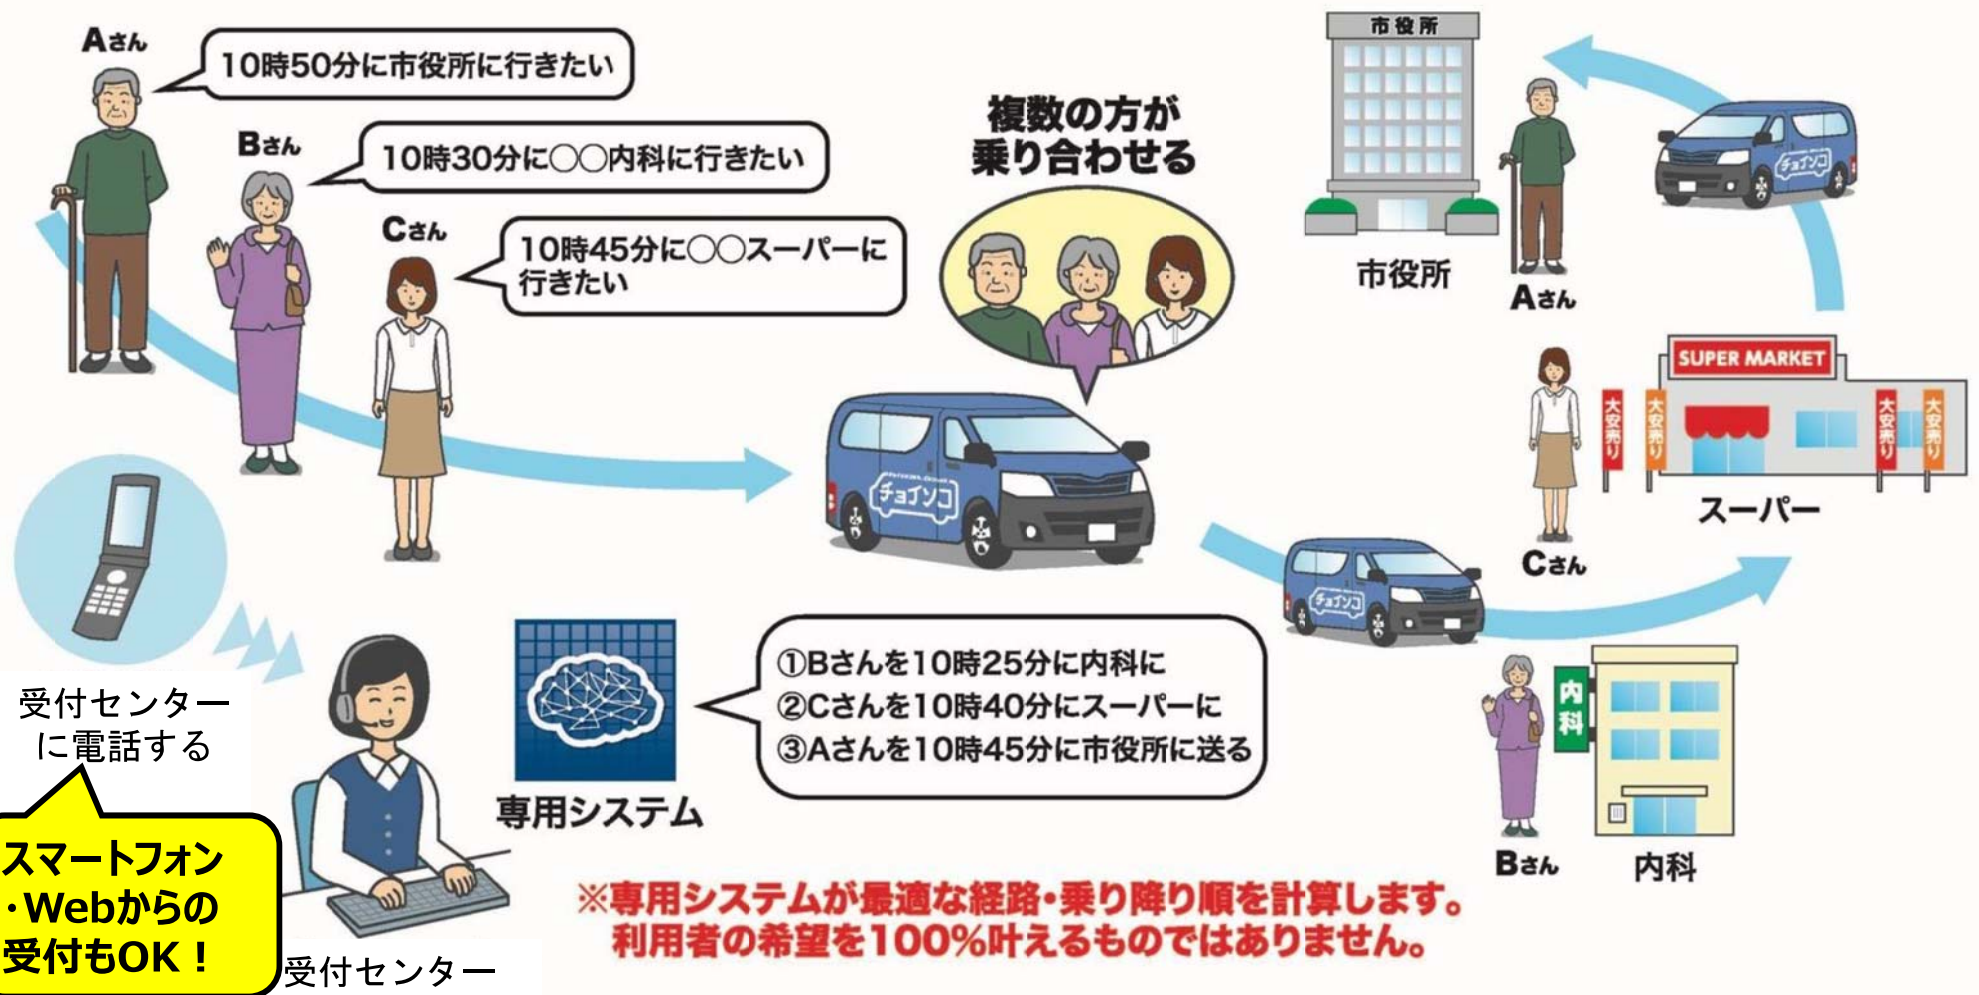 Aさん
10時50分に市役所に行きたい
Bさん
10時30分に○○内科に行きたい
Cさん
10時45分に○○スーパーに
行きたい
複数の方が
乗り合わせる
チョイソコ
市役所
市役所
Aさん
チョイソコ
SUPER MARKET
大安売り
大安売り
大安売り
大安売り
スーパー
Cさん
チョイソコ
内科
Bさん
内科
受付センター
に電話する
スマートフォン
・Webからの
受付もOK！
受付センター
専用システム
①Bさんを10時25分に内科に
②Cさんを10時40分にスーパーに
③Aさんを10時45分に市役所に送る
※専用システムが最適な経路・乗り降り順を計算します。
利用者の希望を100%叶えるものではありません。